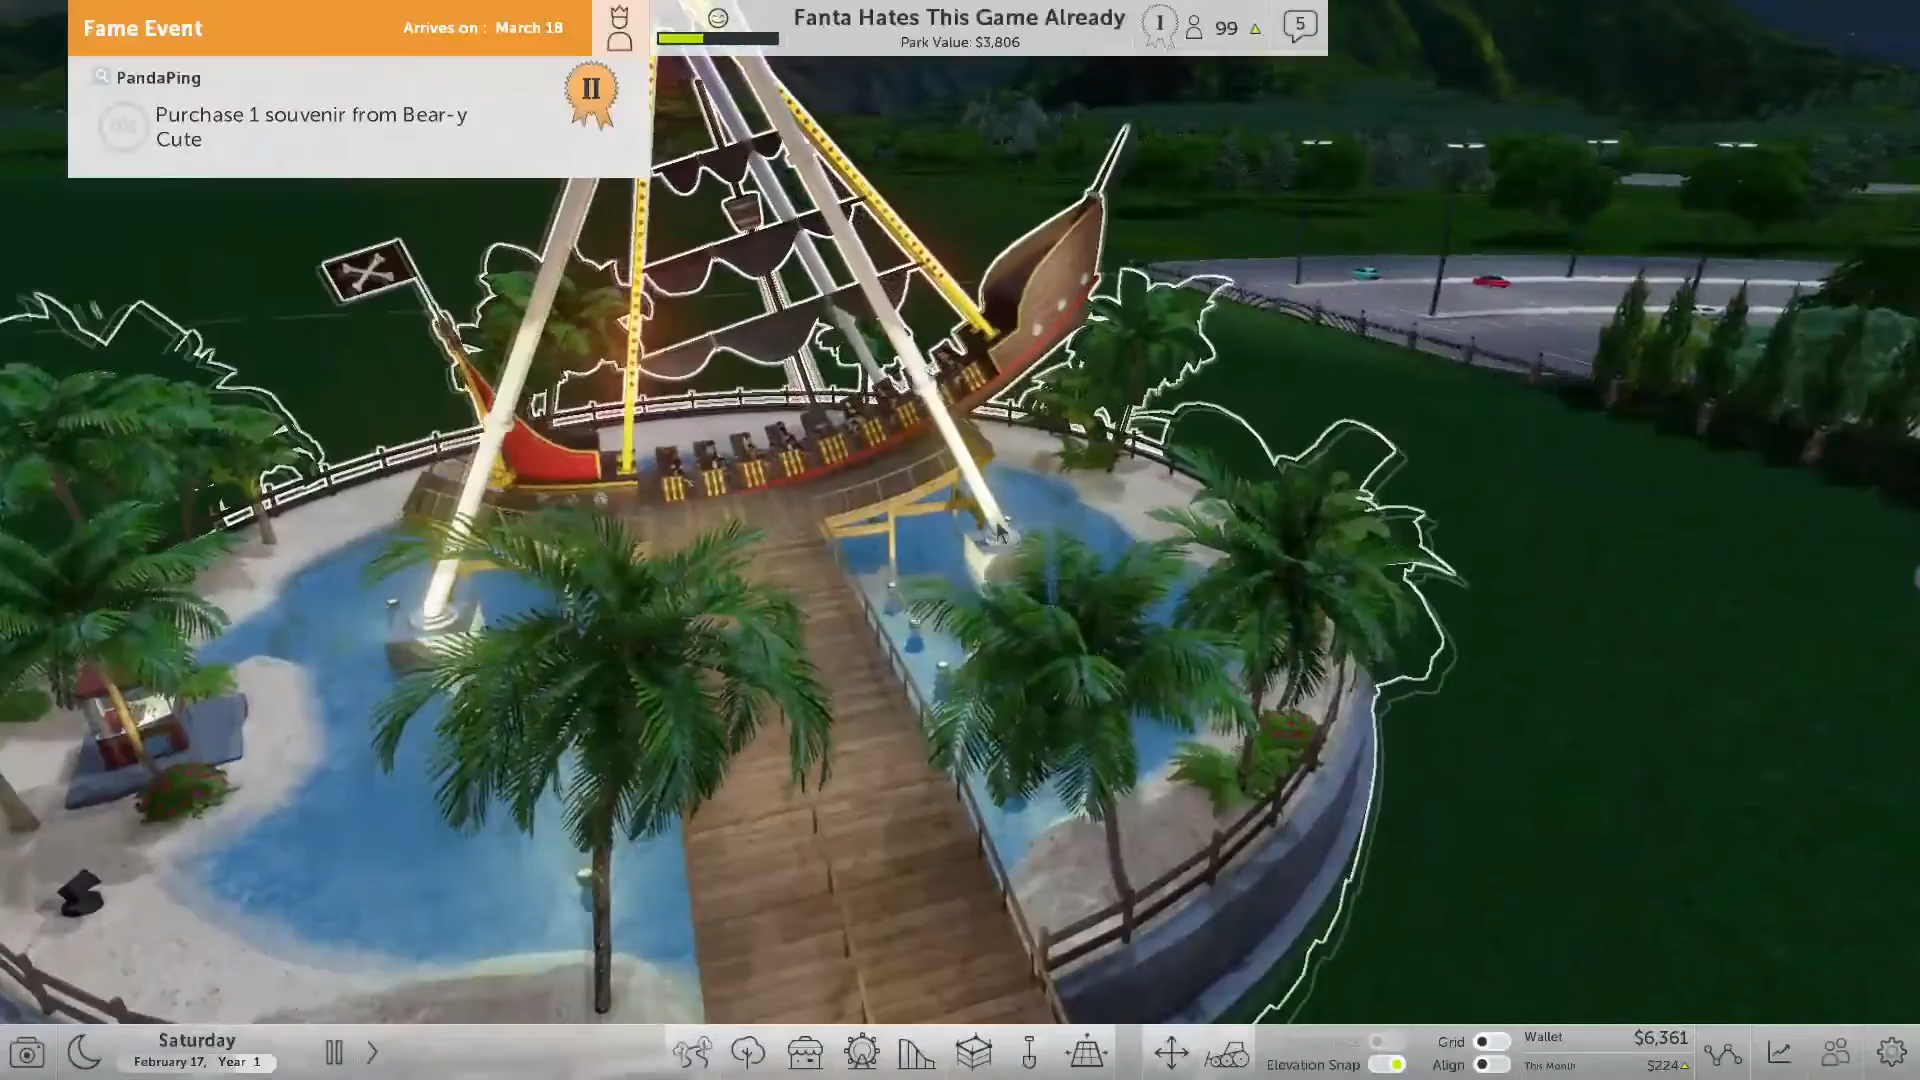 Fame Event
Arrives on : March 18
PandaPing
Purchase 1 souvenir from Bear-y
Cute
II
Fanta Hates This Game Already
Park Value: $3,806
I
99
5
Saturday
February 17, Year 1
Grid
Elevation Snap
Align
Wallet
$6,361
This Month
$224